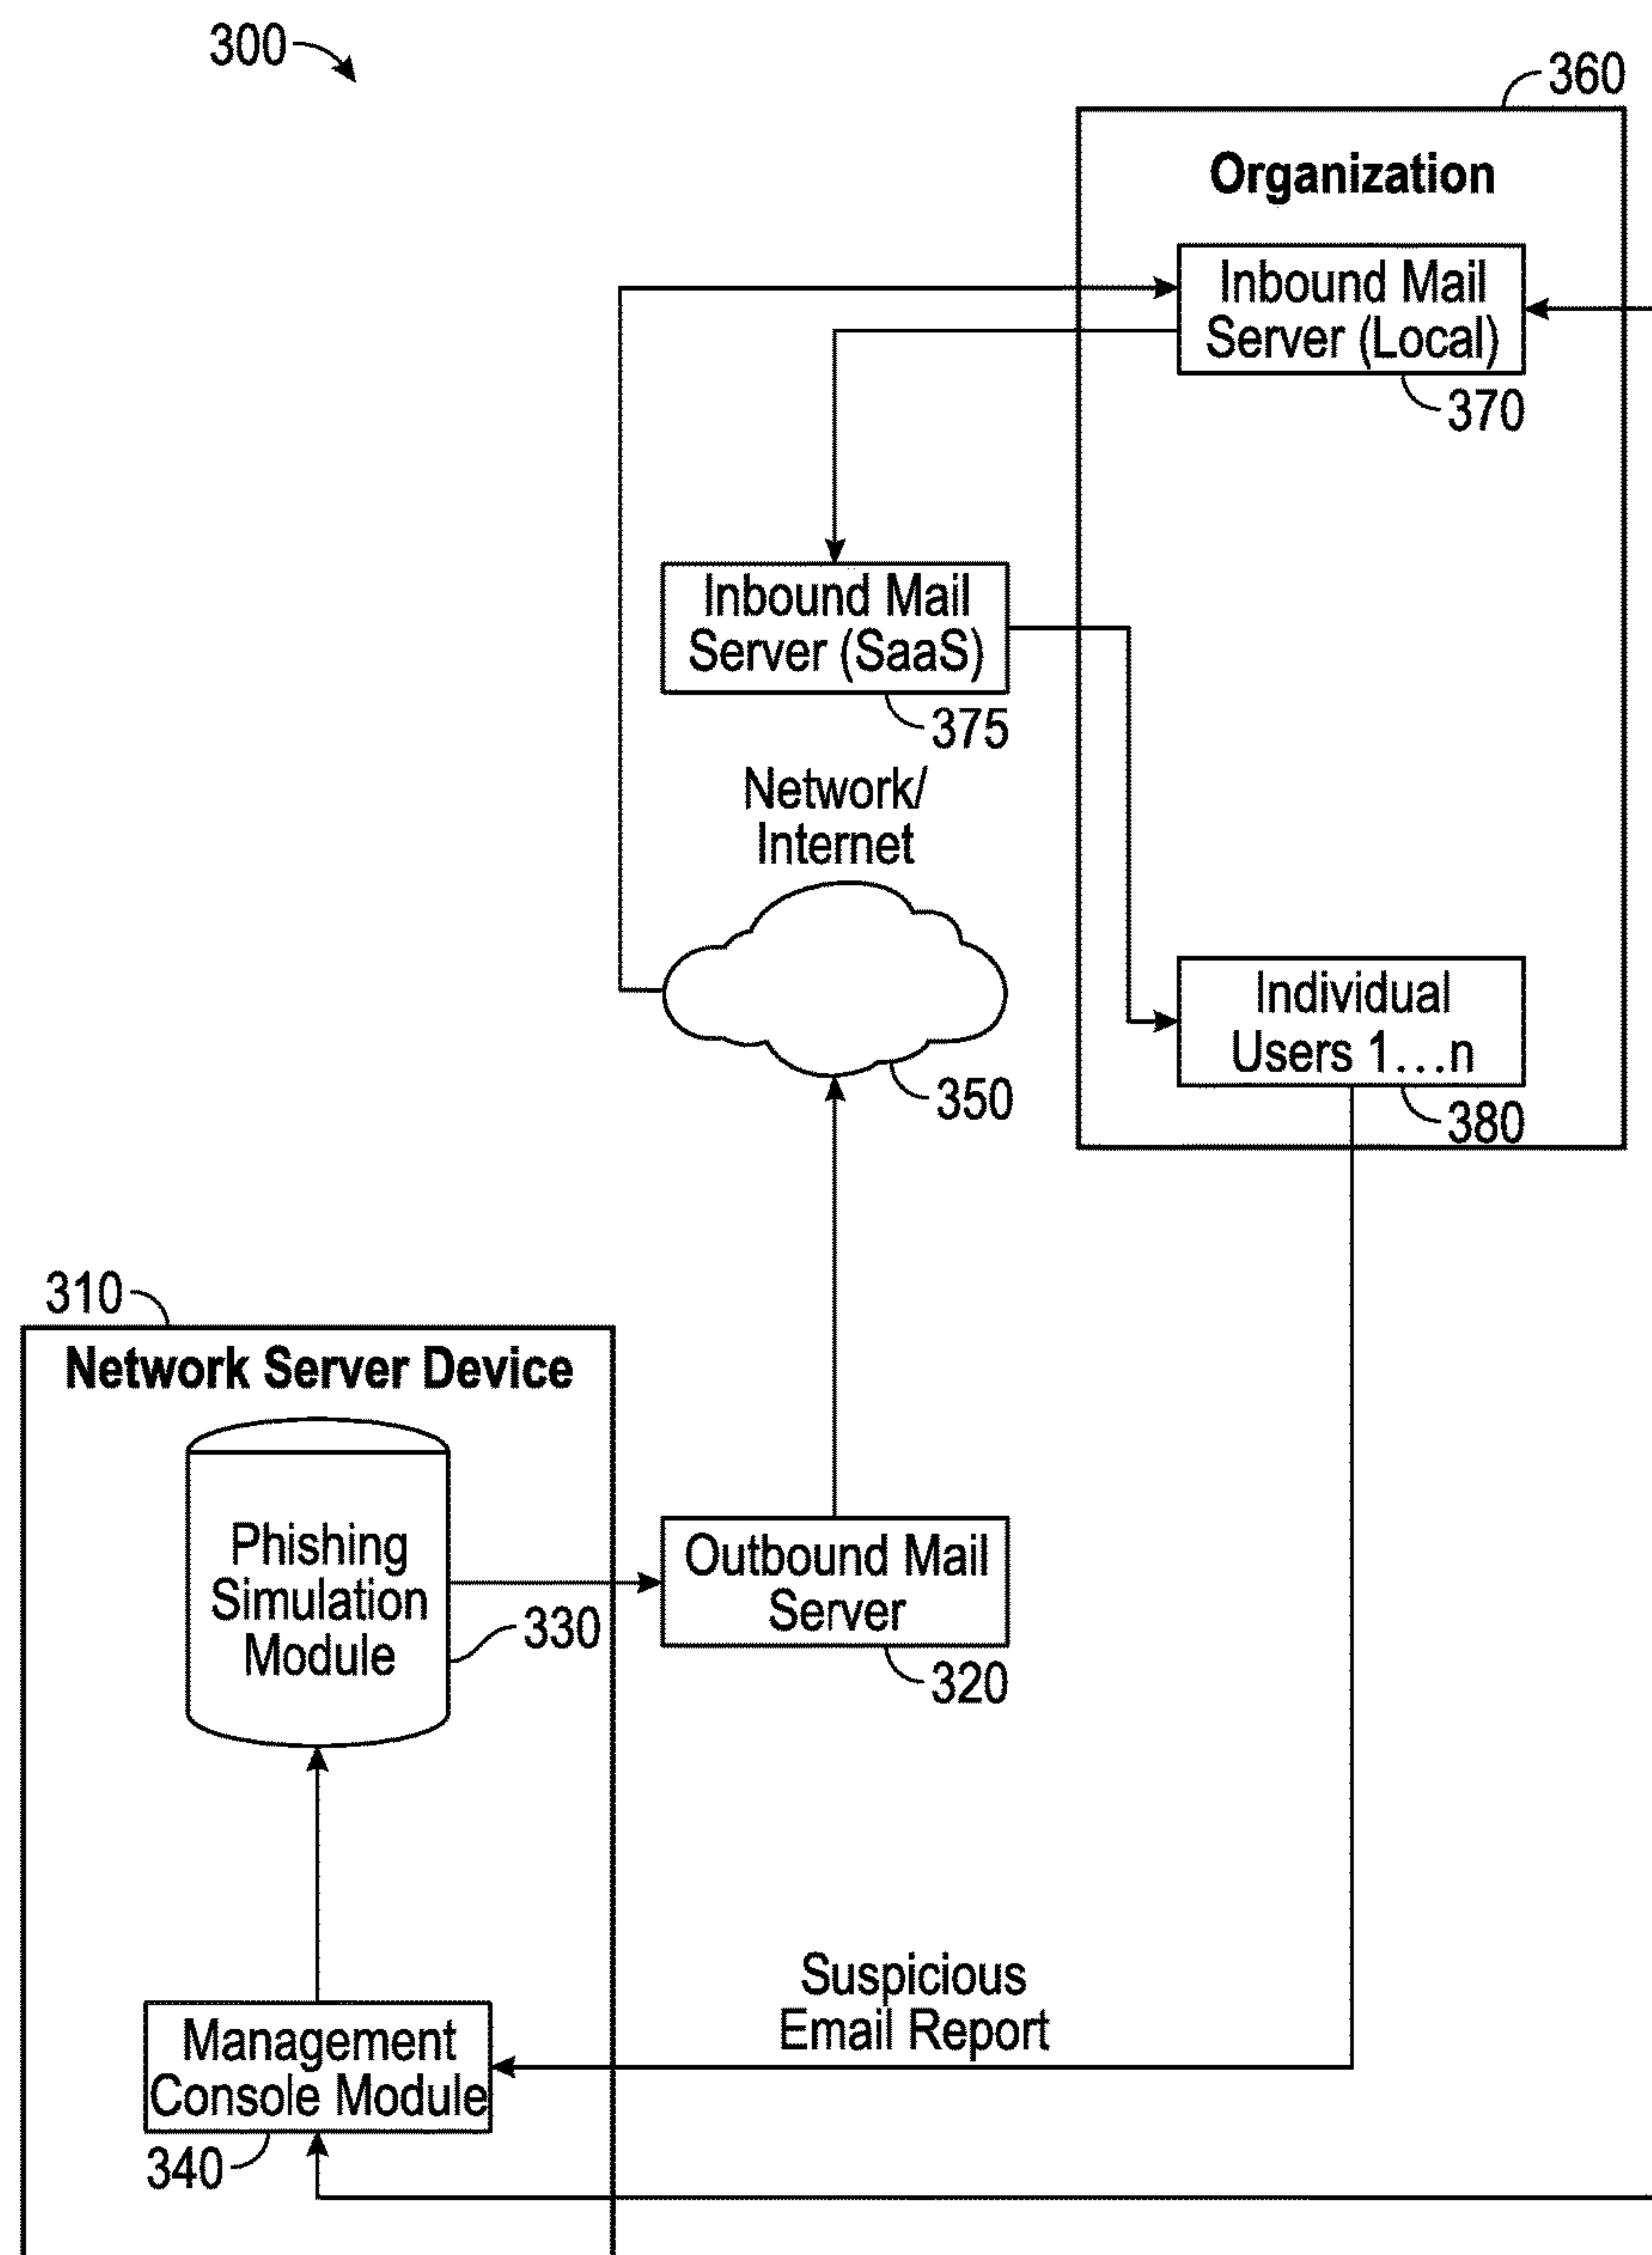 300
360
Organization
Inbound Mail
Server (Local)
370
Inbound Mail
Server (SaaS)
375
Network/
Internet
350
Individual
Users 1...n
380
310
Network Server Device
Phishing
Simulation
Module
330
Outbound Mail
Server
320
Suspicious
Email Report
Management
Console Module
340